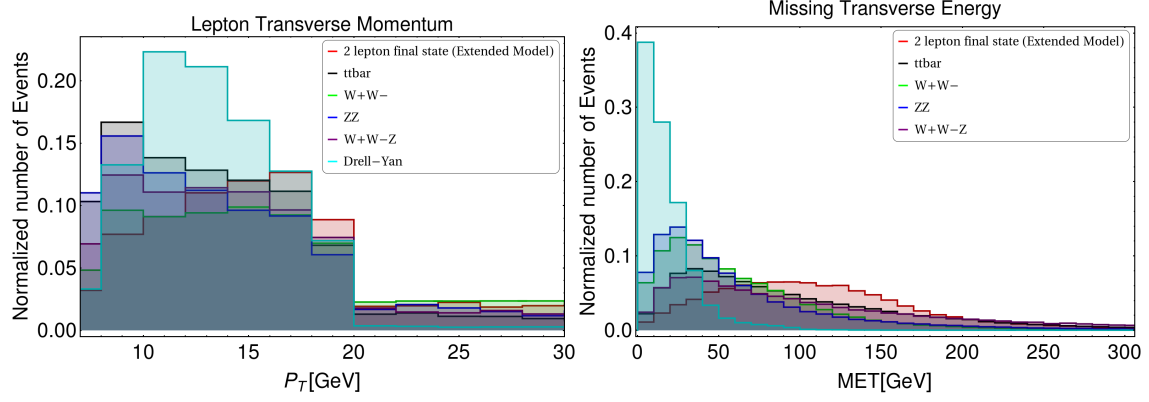 Lepton Transverse Momentum
Normalized number of Events
0.20
0.15
0.10
0.05
0.00
2 lepton final state (Extended Model)
ttbar
W+W−
ZZ
W+W−Z
Drell−Yan
10
15
20
25
30
P_T[GeV]
Missing Transverse Energy
Normalized number of Events
0.4
0.3
0.2
0.1
0.0
2 lepton final state (Extended Model)
ttbar
W+W−
ZZ
W+W−Z
0
50
100
150
200
250
300
MET[GeV]